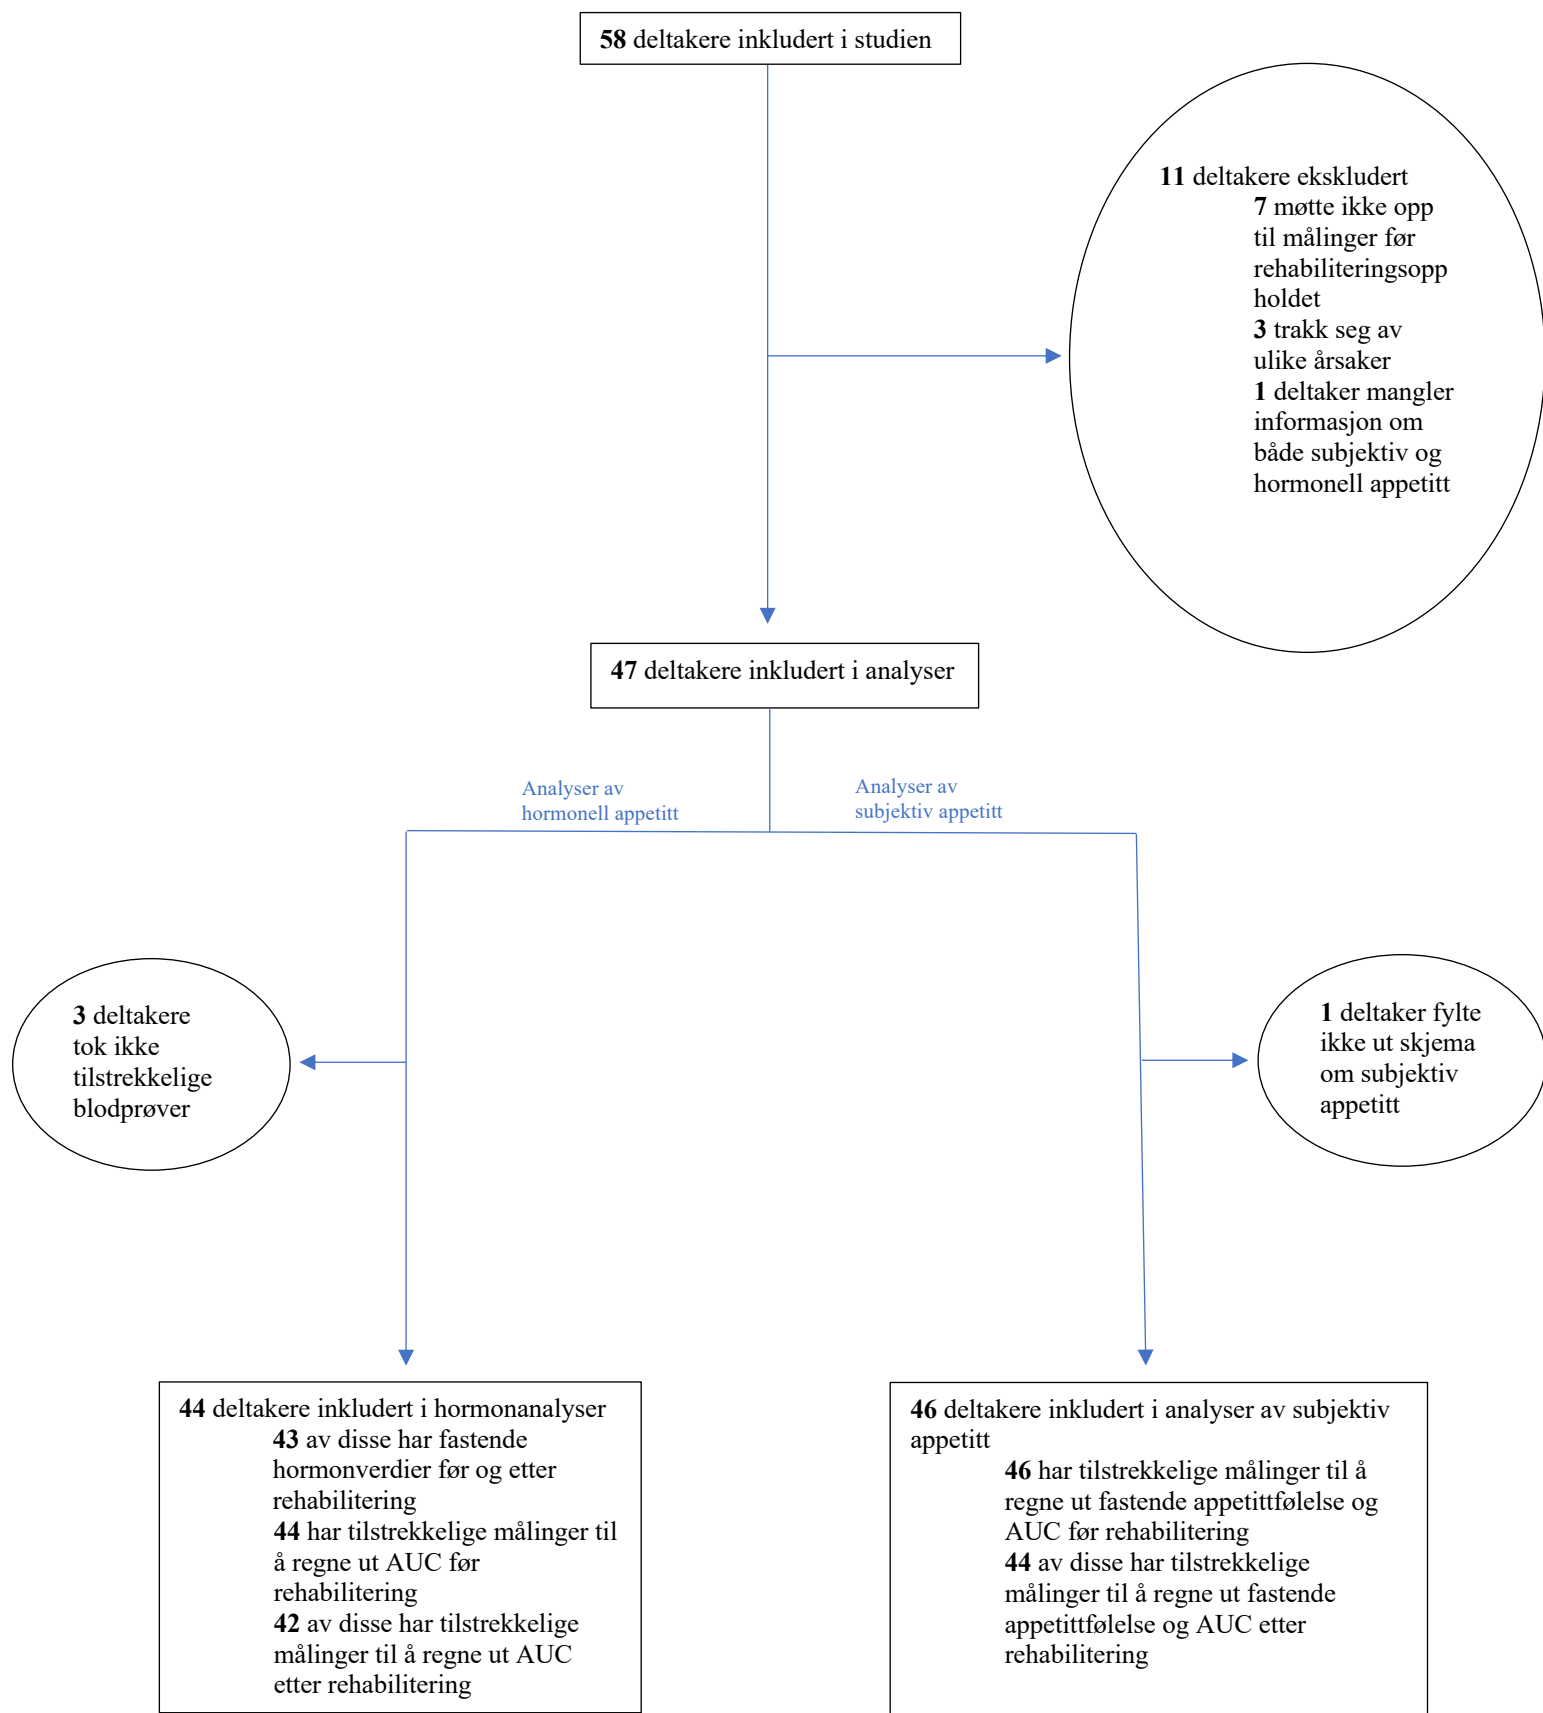 58 deltakere inkludert i studien
11 deltakere ekskludert
7 møtte ikke opp
til målinger før
rehabiliteringsopp
holdet
3 trakk seg av
ulike årsaker
1 deltaker mangler
informasjon om
både subjektiv og
hormonell appetitt
47 deltakere inkludert i analyser
Analyser av
hormonell appetitt
Analyser av
subjektiv appetitt
3 deltakere
tok ikke
tilstrekkelige
blodprøver
1 deltaker fylte
ikke ut skjema
om subjektiv
appetitt
44 deltakere inkludert i hormonanalyser
43 av disse har fastende
hormonverdier før og etter
rehabilitering
44 har tilstrekkelige målinger til
å regne ut AUC før
rehabilitering
42 av disse har tilstrekkelige
målinger til å regne ut AUC
etter rehabilitering
46 deltakere inkludert i analyser av subjektiv
appetitt
46 har tilstrekkelige målinger til å
regne ut fastende appetittfølelse og
AUC før rehabilitering
44 av disse har tilstrekkelige
målinger til å regne ut fastende
appetittfølelse og AUC etter
rehabilitering